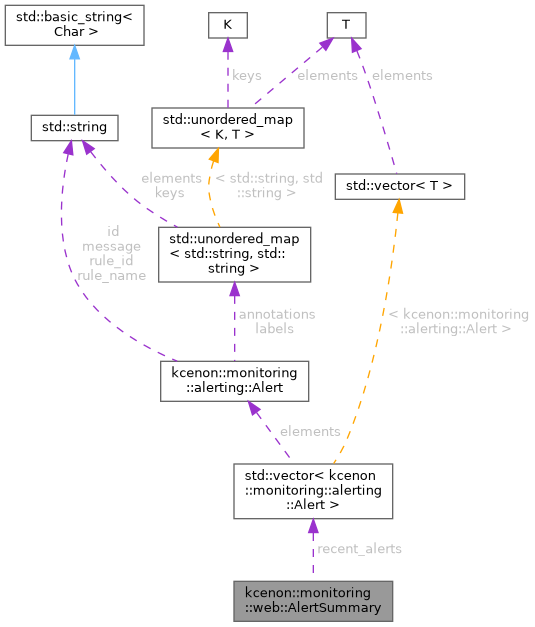 std::basic_string<
Char >
K
T
keys
elements
elements
std::string
std::unordered_map
< K, T >
std::vector< T >
elements
keys
< std::string, std
::string >
id
message
rule_id
rule_name
std::unordered_map
< std::string, std::
string >
annotations
labels
< kcenon::monitoring
::alerting::Alert >
kcenon::monitoring
::alerting::Alert
elements
std::vector< kcenon
::monitoring::alerting
::Alert >
recent_alerts
kcenon::monitoring
::web::AlertSummary